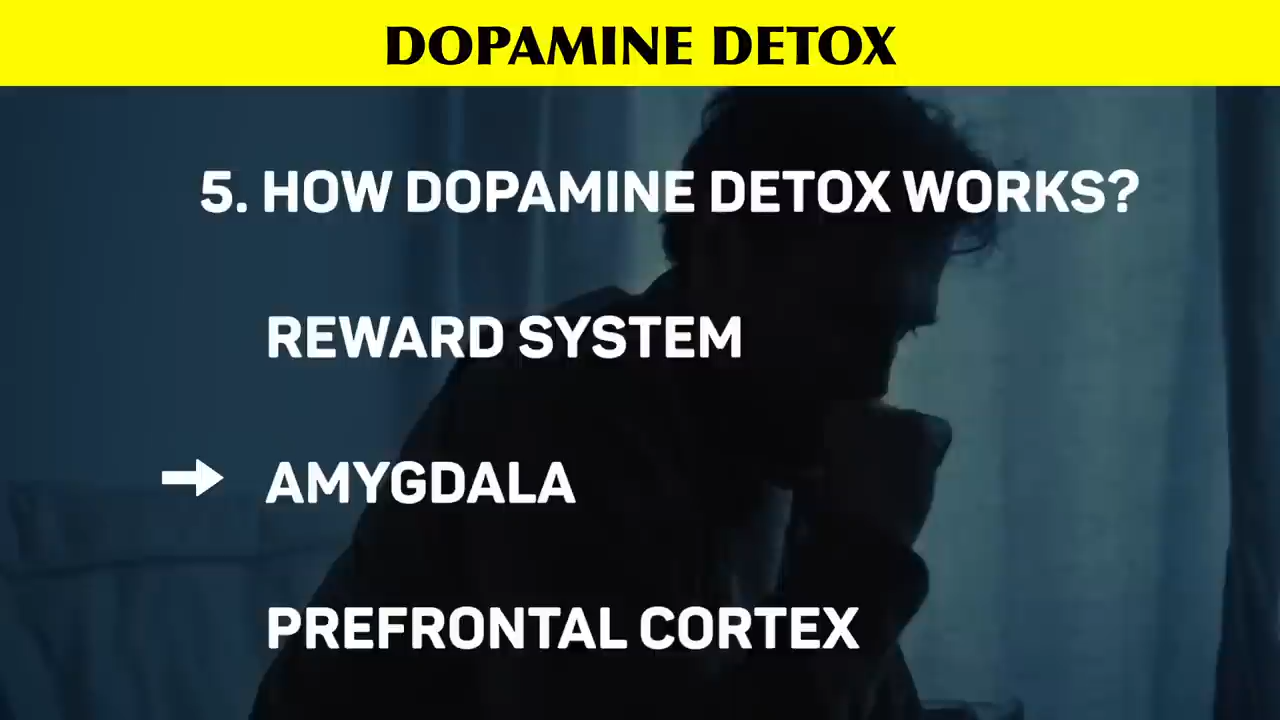 DOPAMINE DETOX
5. HOW DOPAMINE DETOX WORKS?
REWARD SYSTEM
AMYGDALA
PREFRONTAL CORTEX